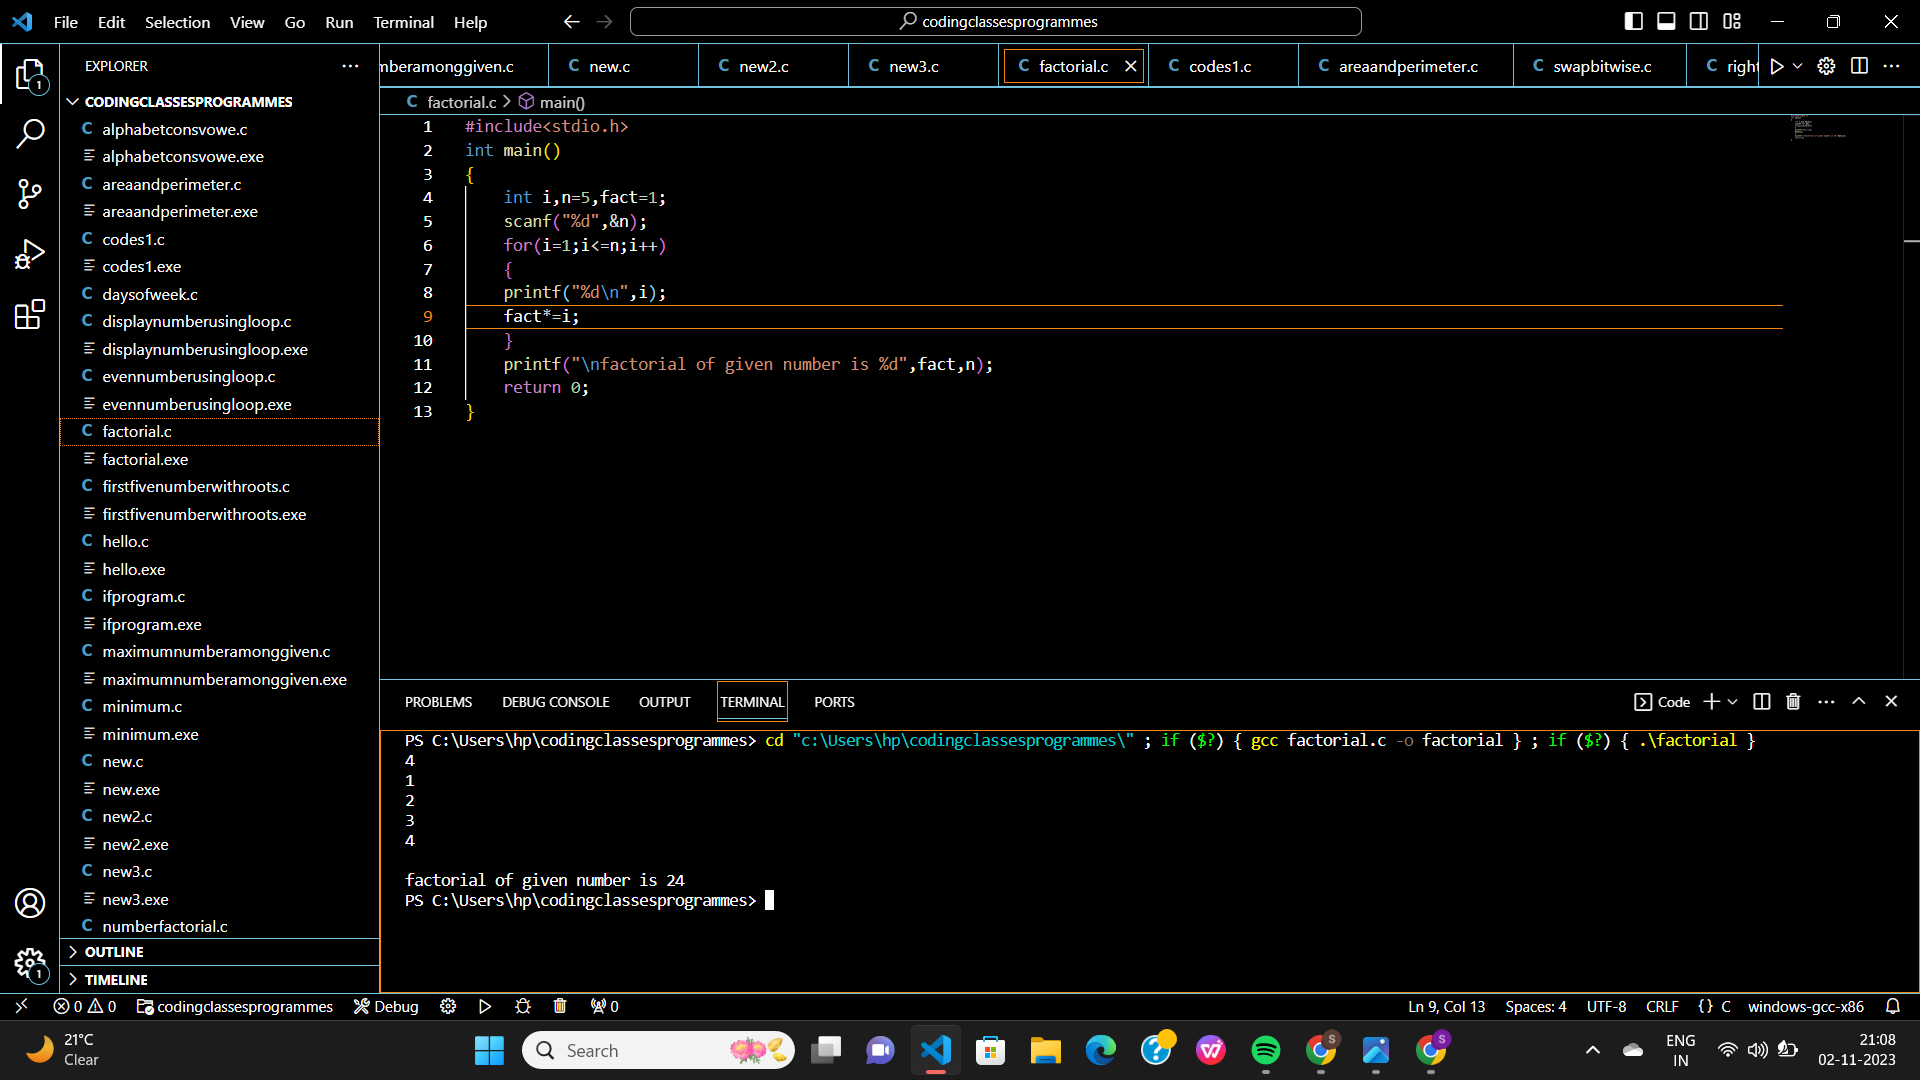 File Edit Selection View Go Run Terminal Help
codingclassesprogrammes
EXPLORER
CODINGCLASSESPROGRAMMES
C alphabetconsvowe.c
alphabetconsvowe.exe
C areaandperimeter.c
areaandperimeter.exe
C codes1.c
codes1.exe
C daysofweek.c
C displaynumberusingloop.c
displaynumberusingloop.exe
C evennumberusingloop.c
evennumberusingloop.exe
C factorial.c
factorial.exe
C firstfivenumberwithroots.c
firstfivenumberwithroots.exe
C hello.c
hello.exe
C ifprogram.c
ifprogram.exe
C maximumnumberamonggiven.c
maximumnumberamonggiven.exe
C minimum.c
minimum.exe
C new.c
new.exe
C new2.c
new2.exe
C new3.c
new3.exe
C numberfactorial.c
OUTLINE
TIMELINE
1
1
mberamonggiven.c C new.c C new2.c C new3.c C factorial.c C codes1.c C areaandperimeter.c C swapbitwise.c C right
C factorial.c > main()
1 #include<stdio.h>
2 int main()
3 {
4 int i,n=5,fact=1;
5 scanf("%d",&n);
6 for(i=1;i<=n;i++)
7 {
8 printf("%d\n",i);
9 fact*=i;
10 }
11 printf("\nfactorial of given number is %d",fact,n);
12 return 0;
13 }
PROBLEMS DEBUG CONSOLE OUTPUT TERMINAL PORTS
Code
PS C:\Users\hp\codingclassesprogrammes> cd "c:\Users\hp\codingclassesprogrammes\" ; if ($?) { gcc factorial.c -o factorial } ; if ($?) { .\factorial }
4
1
2
3
4
factorial of given number is 24
PS C:\Users\hp\codingclassesprogrammes>
0 0 codingclassesprogrammes Debug 0
Ln 9, Col 13 Spaces: 4 UTF-8 CRLF {} C windows-gcc-x86
21°C
Clear
Search
S
S
ENG
IN
21:08
02-11-2023